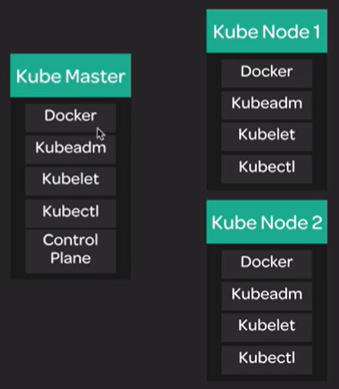 Kube Master
Docker
Kubeadm
Kubelet
Kubectl
Control
Plane
Kube Node 1
Docker
Kubeadm
Kubelet
Kubectl
Kube Node 2
Docker
Kubeadm
Kubelet
Kubectl